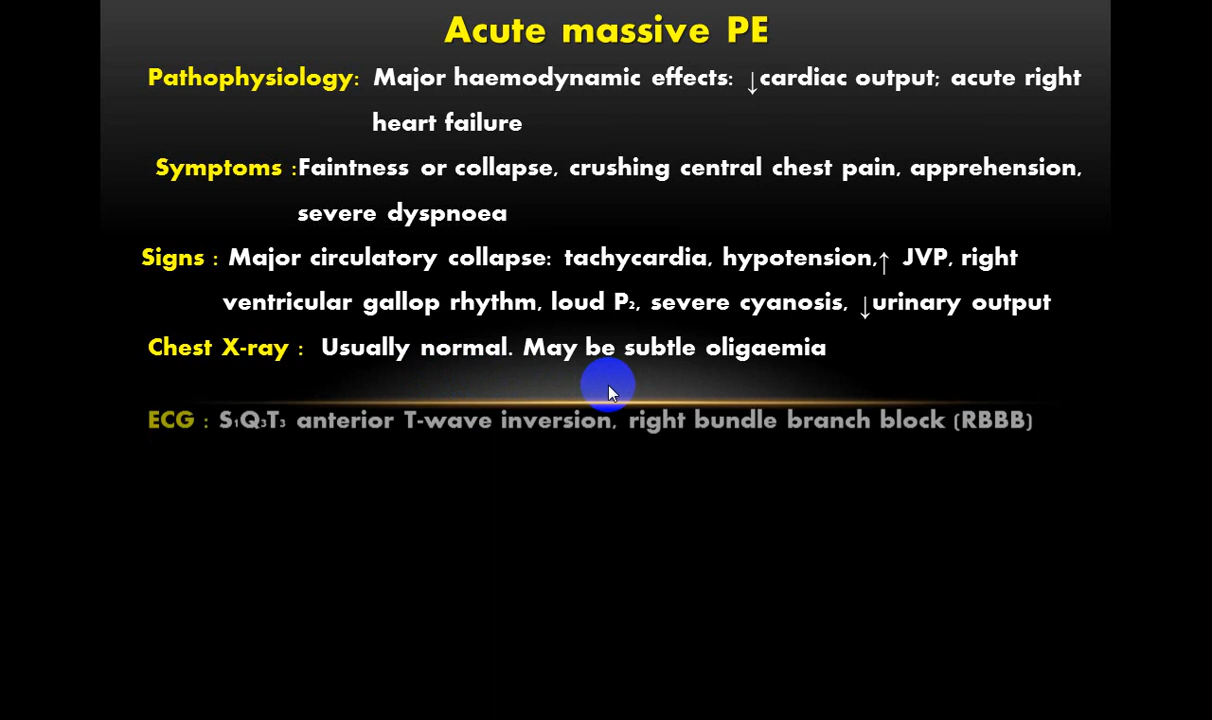 Acute massive PE
Pathophysiology: Major haemodynamic effects: ↓cardiac output; acute right
heart failure
Symptoms :Faintness or collapse, crushing central chest pain, apprehension,
severe dyspnoea
Signs : Major circulatory collapse: tachycardia, hypotension,↑ JVP, right
ventricular gallop rhythm, loud P₂, severe cyanosis, ↓urinary output
Chest X-ray : Usually normal. May be subtle oligaemia
ECG : S₁Q₃T₃ anterior T-wave inversion, right bundle branch block (RBBB)